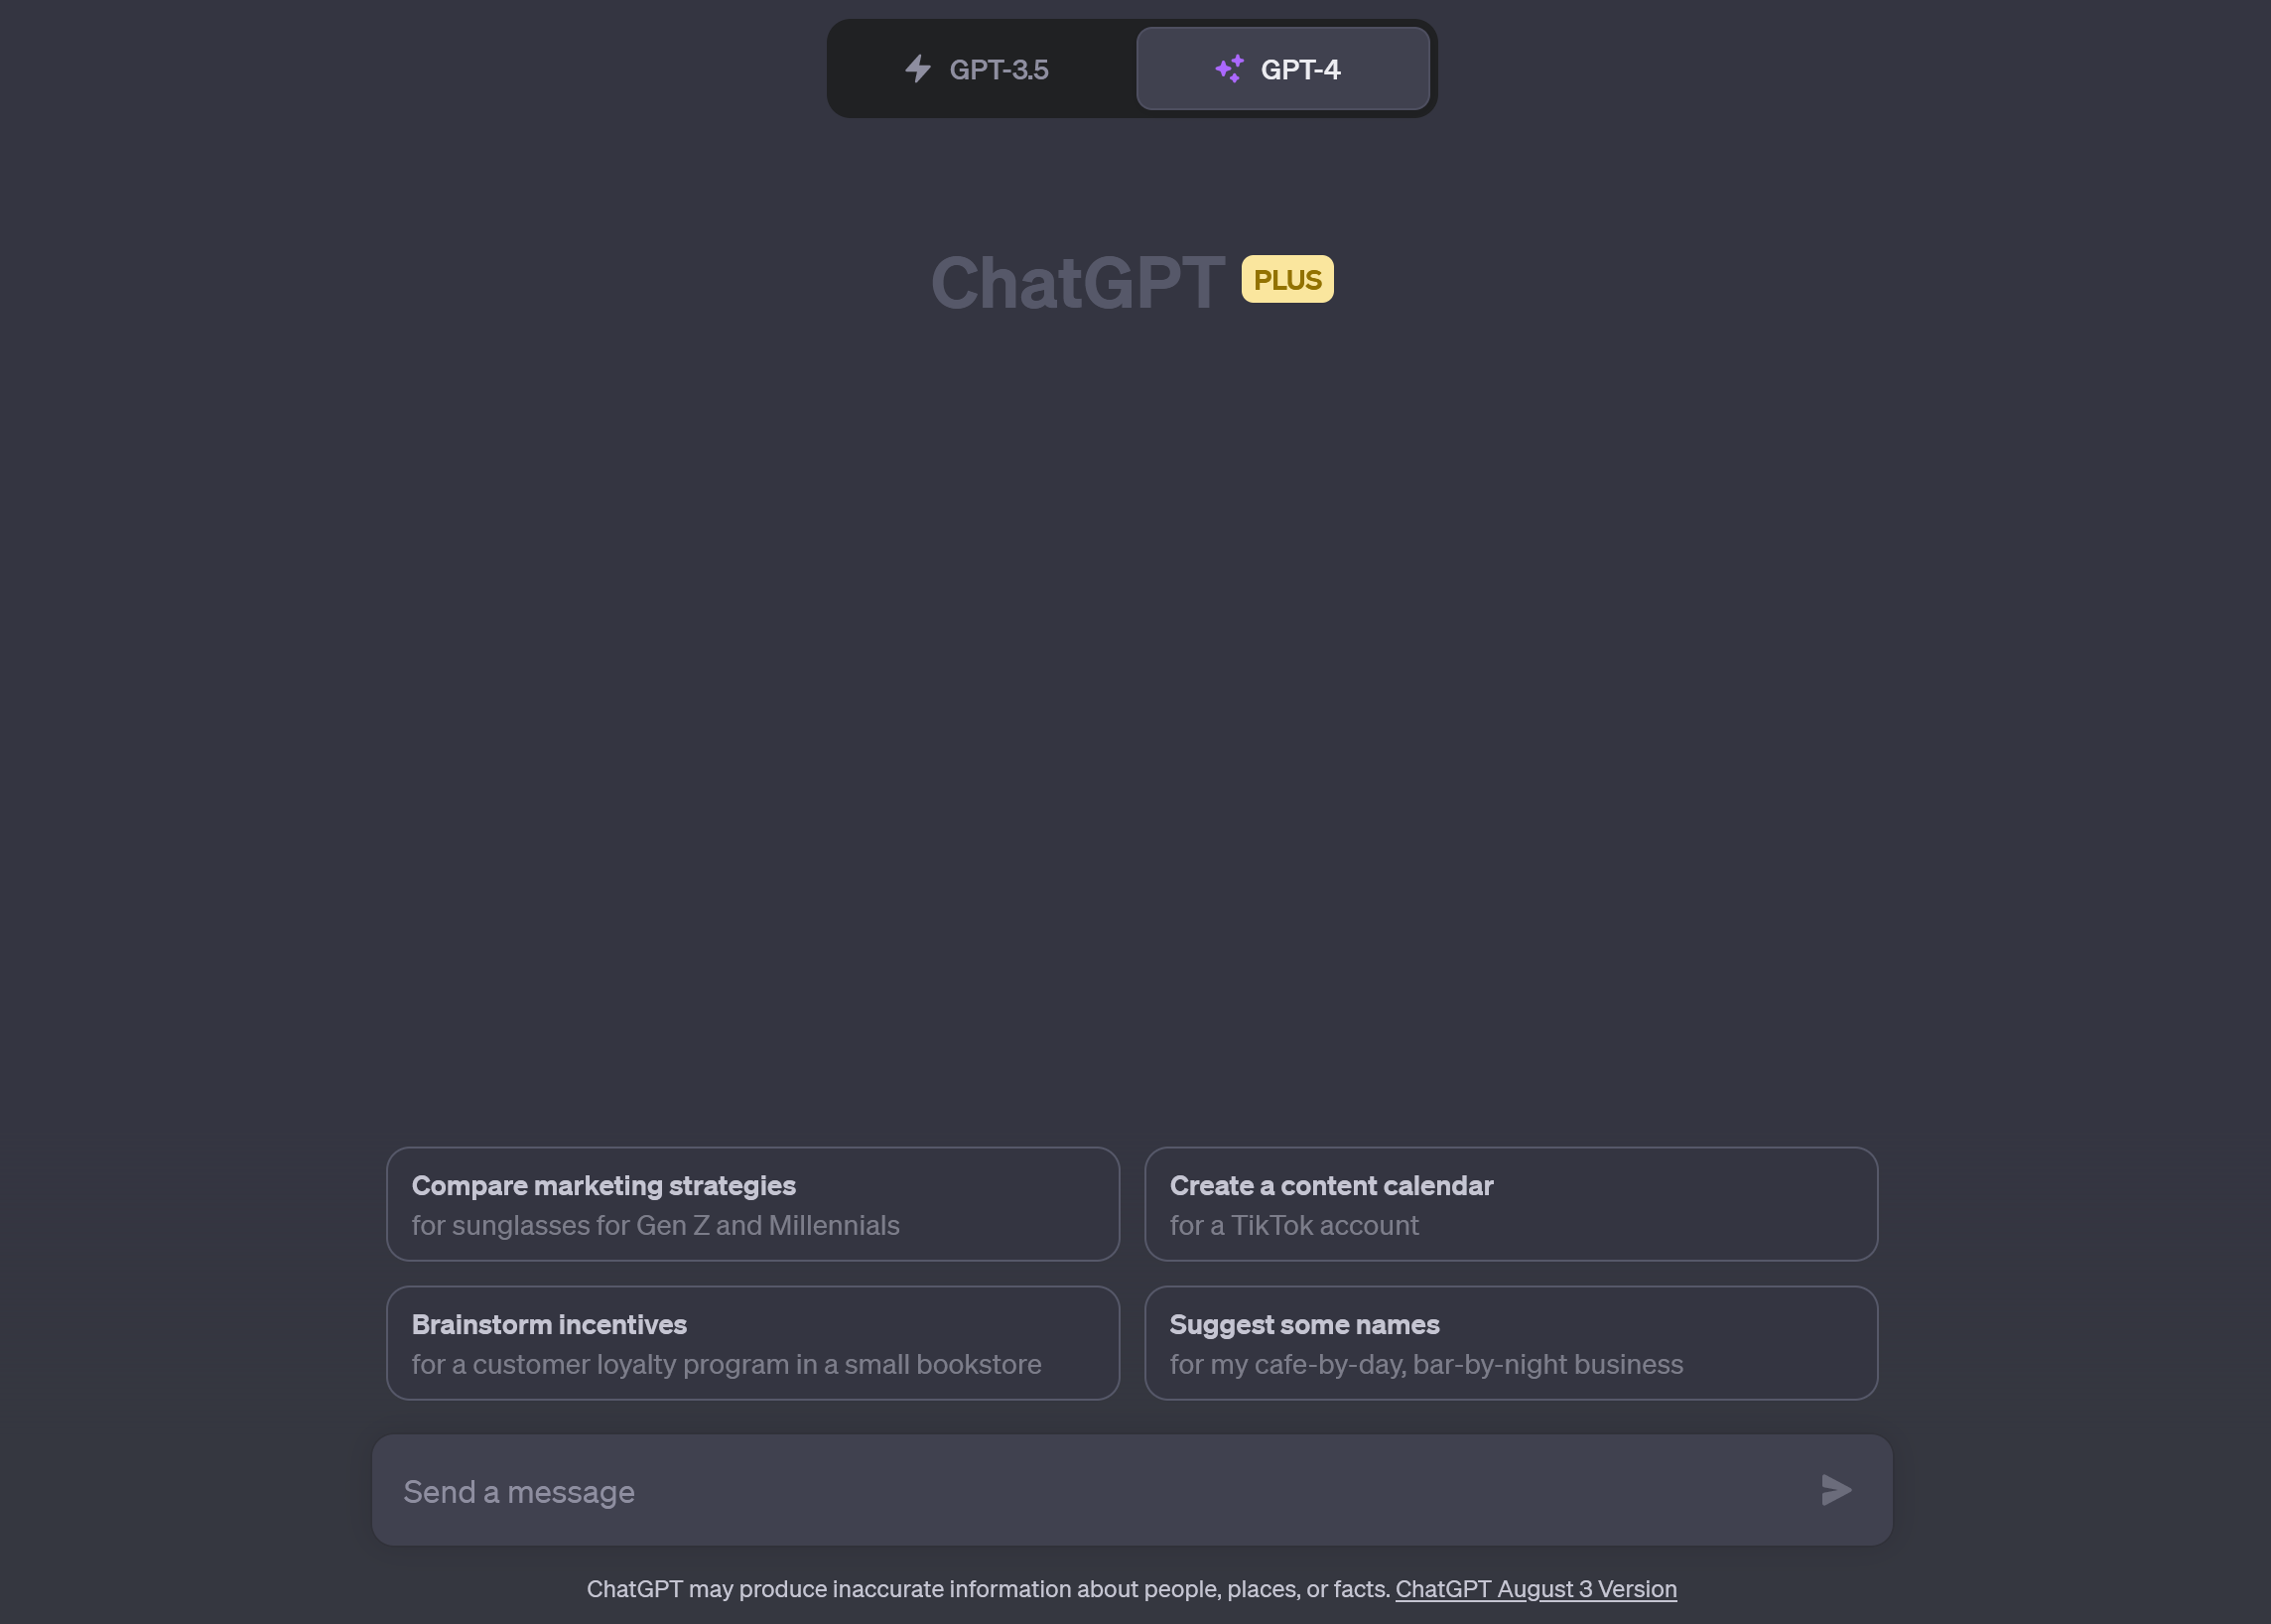 GPT-3.5
GPT-4
ChatGPT PLUS
Compare marketing strategies
for sunglasses for Gen Z and Millennials
Create a content calendar
for a TikTok account
Brainstorm incentives
for a customer loyalty program in a small bookstore
Suggest some names
for my cafe-by-day, bar-by-night business
Send a message
ChatGPT may produce inaccurate information about people, places, or facts. ChatGPT August 3 Version